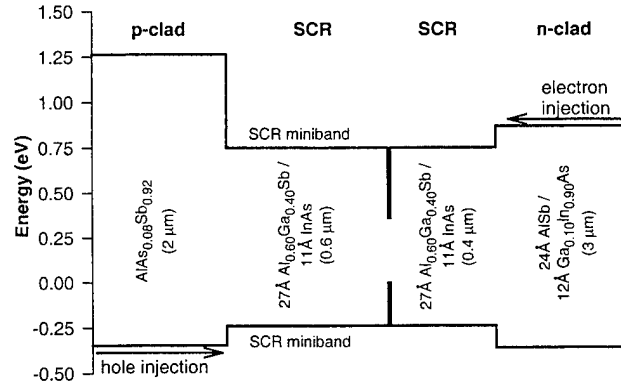 p-clad SCR SCR n-clad
1.50
1.25
1.00
0.75
0.50
0.25
0.00
-0.25
-0.50
Energy (eV)
electron
injection
SCR miniband
AlAs0.08Sb0.92
(2 µm)
27Å Al0.60Ga0.40Sb /
11Å InAs
(0.6 µm)
27Å Al0.60Ga0.40Sb /
11Å InAs
(0.4 µm)
24Å AlSb /
12Å Ga0.10In0.90As
(3 µm)
SCR miniband
hole injection